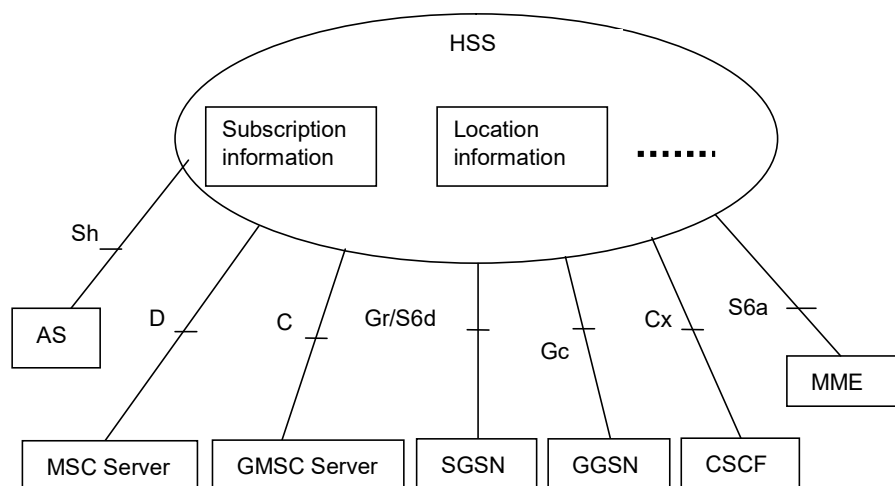 HSS
Subscription
information
Location
information
Sh
D
C
Gr/S6d
Gc
Cx
S6a
AS
MME
MSC Server
GMSC Server
SGSN
GGSN
CSCF